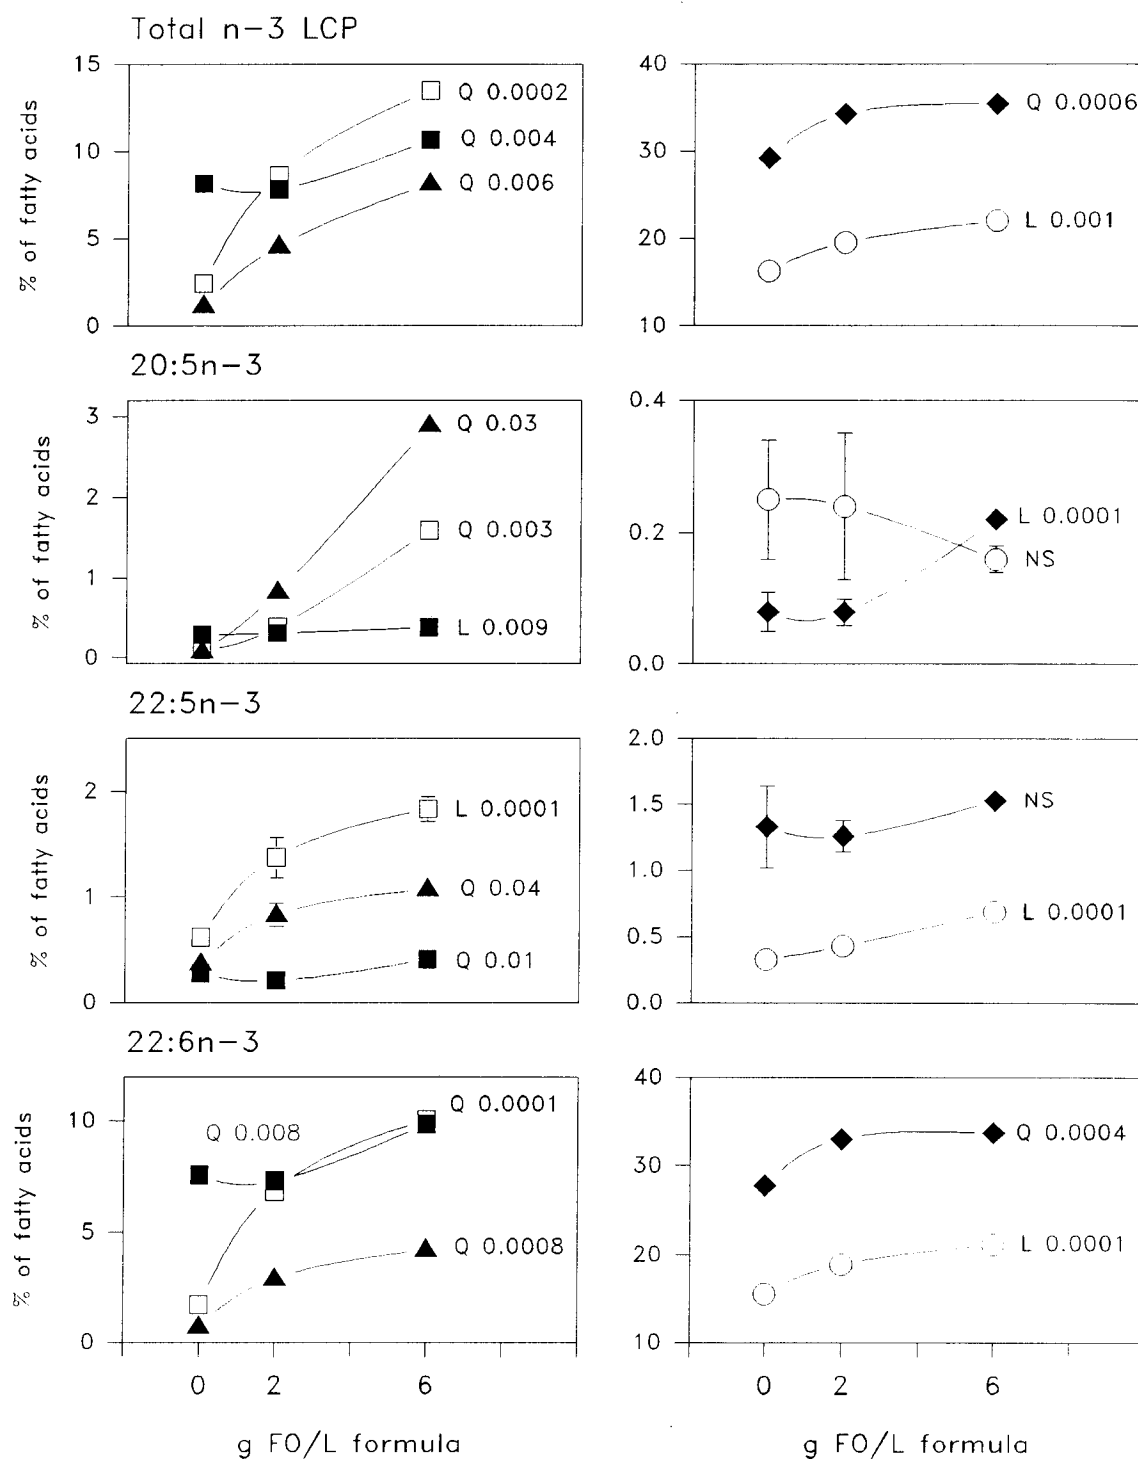 Total n-3 LCP
% of fatty acids
15
10
5
0
Q 0.0002
Q 0.004
Q 0.006
40
30
20
10
Q 0.0006
L 0.001
20:5n-3
% of fatty acids
3
2
1
0
Q 0.03
Q 0.003
L 0.009
0.4
0.2
0.0
L 0.0001
NS
22:5n-3
% of fatty acids
2
1
0
L 0.0001
Q 0.04
Q 0.01
2.0
1.5
1.0
0.5
0.0
NS
L 0.0001
22:6n-3
% of fatty acids
10
5
0
Q 0.008
Q 0.0001
Q 0.0008
0 2 6
g FO/L formula
40
30
20
10
Q 0.0004
L 0.0001
0 2 6
g FO/L formula